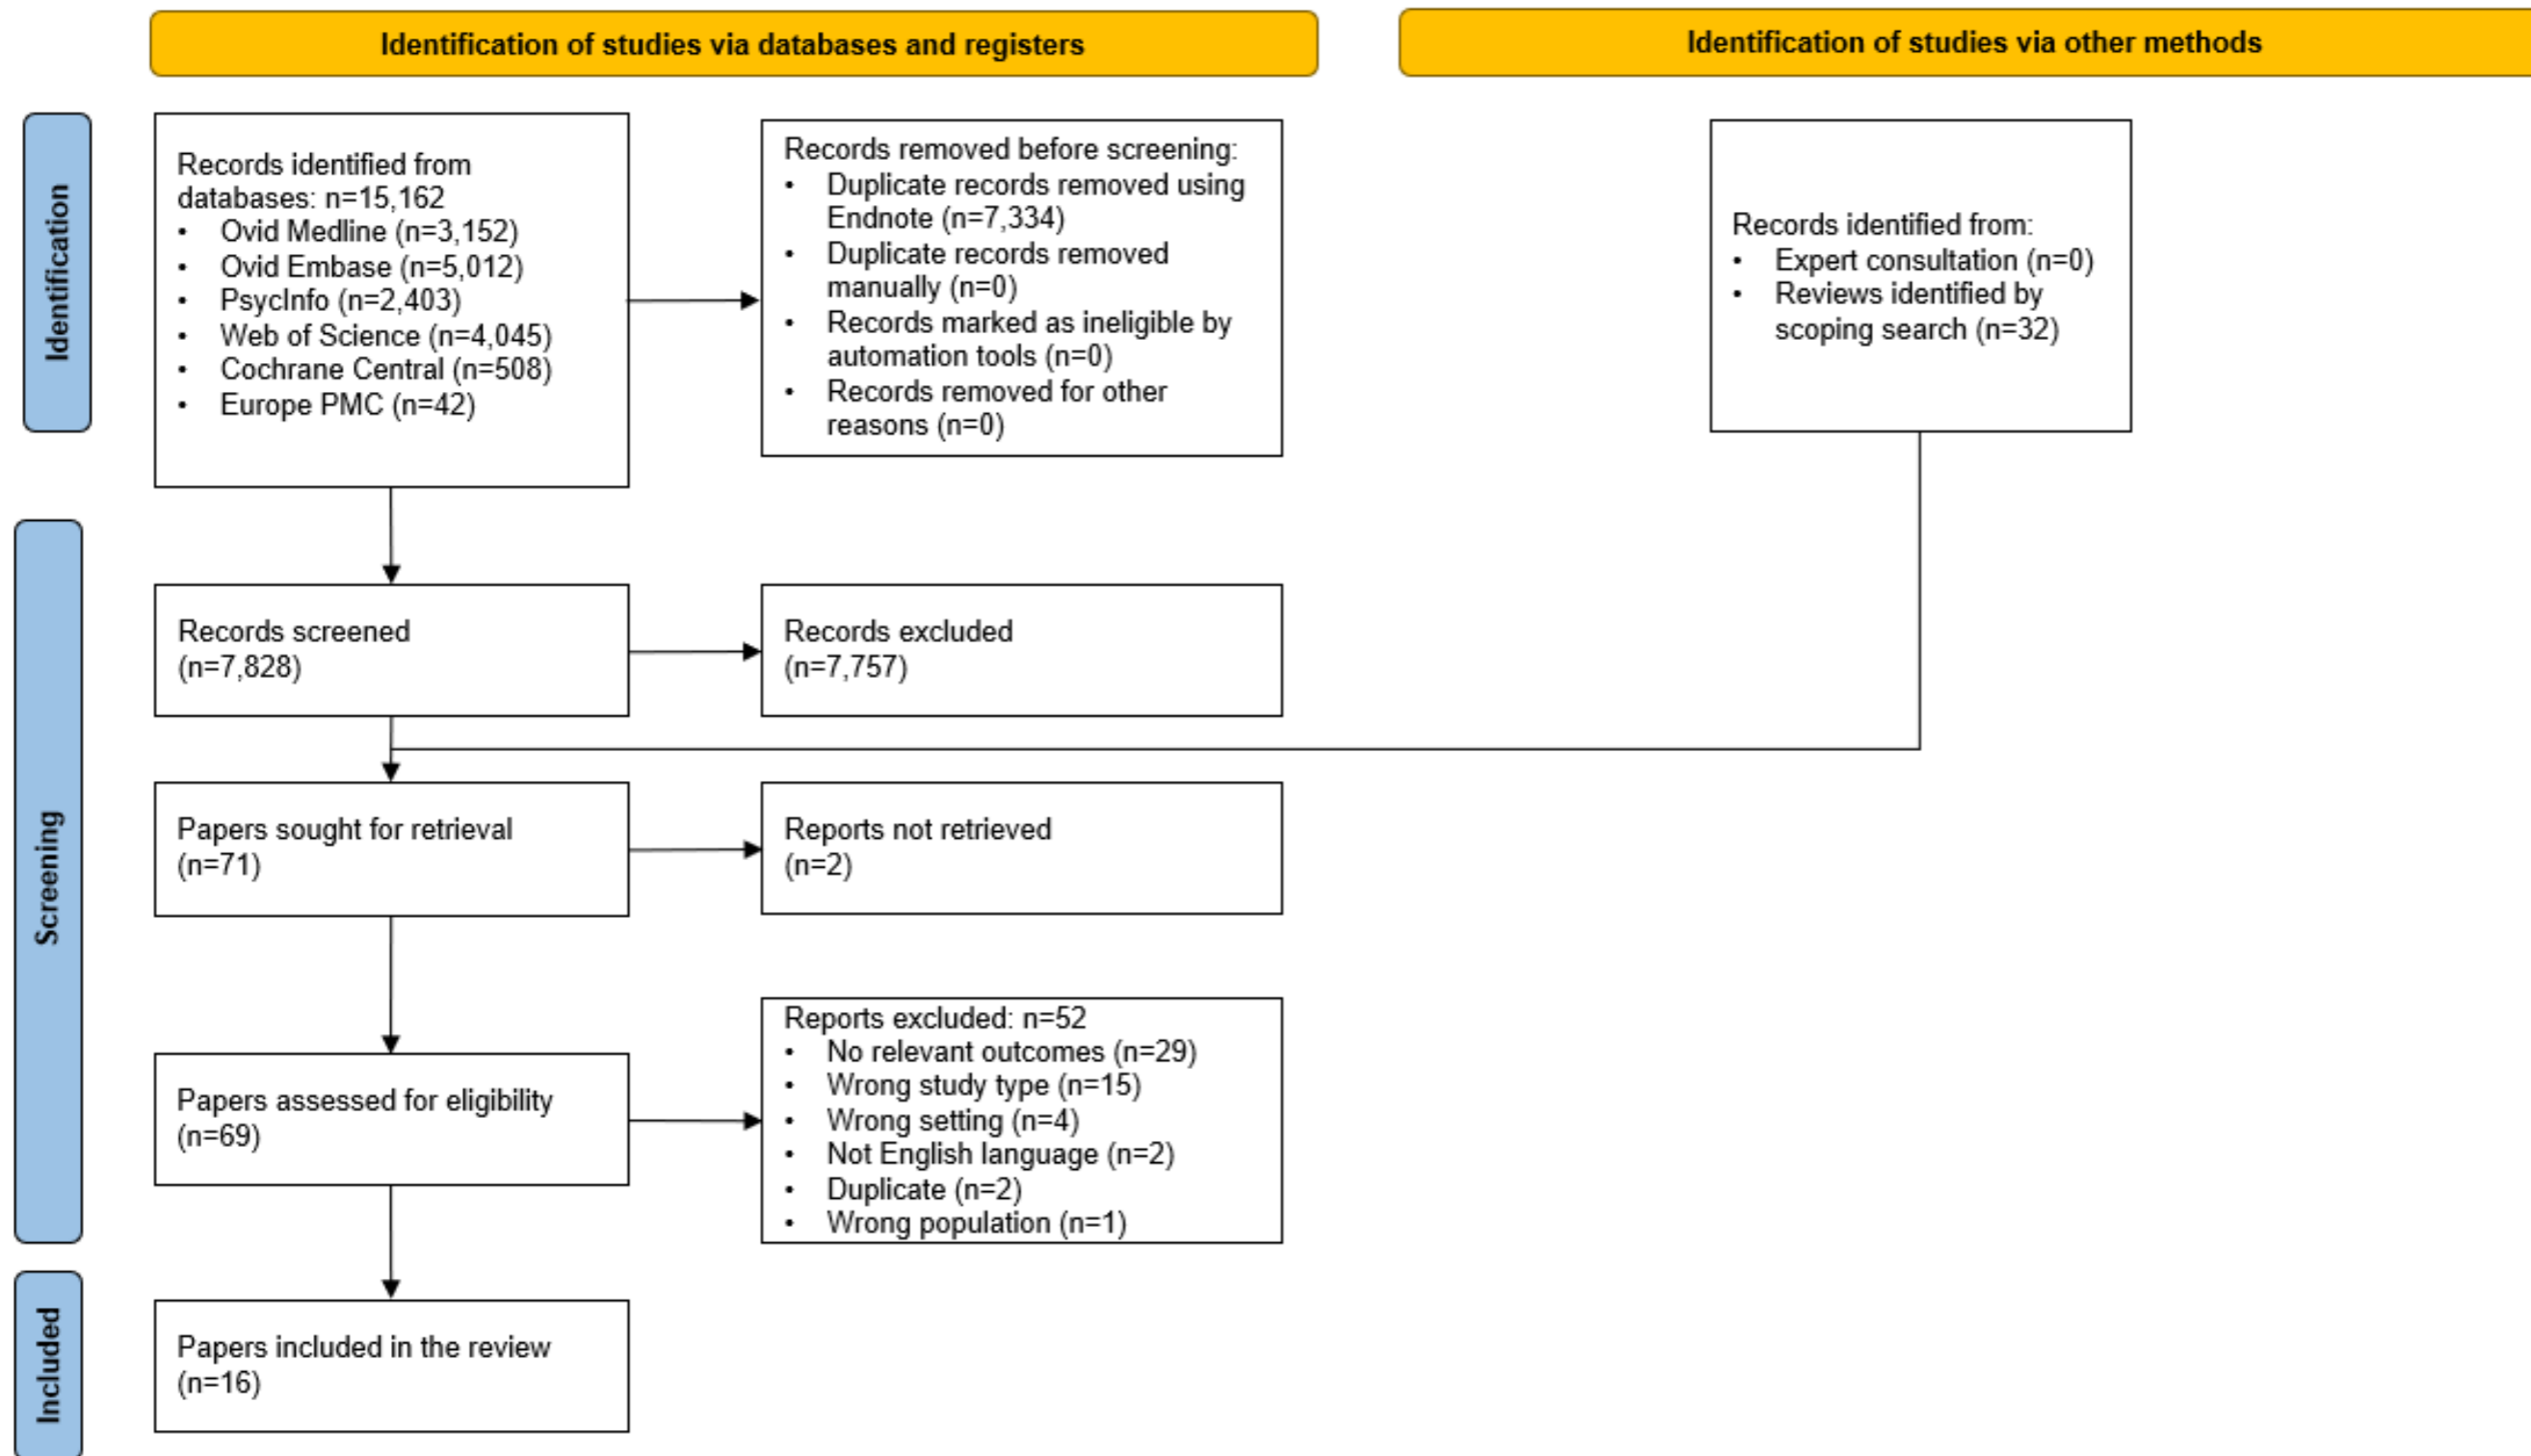 Identification of studies via databases and registers
Identification of studies via other methods
Identification
Records identified from
databases: n=15,162
• Ovid Medline (n=3,152)
• Ovid Embase (n=5,012)
• PsycInfo (n=2,403)
• Web of Science (n=4,045)
• Cochrane Central (n=508)
• Europe PMC (n=42)
Records removed before screening:
• Duplicate records removed using
Endnote (n=7,334)
• Duplicate records removed
manually (n=0)
• Records marked as ineligible by
automation tools (n=0)
• Records removed for other
reasons (n=0)
Records identified from:
• Expert consultation (n=0)
• Reviews identified by
scoping search (n=32)
Screening
Records screened
(n=7,828)
Records excluded
(n=7,757)
Papers sought for retrieval
(n=71)
Reports not retrieved
(n=2)
Papers assessed for eligibility
(n=69)
Reports excluded: n=52
• No relevant outcomes (n=29)
• Wrong study type (n=15)
• Wrong setting (n=4)
• Not English language (n=2)
• Duplicate (n=2)
• Wrong population (n=1)
Included
Papers included in the review
(n=16)